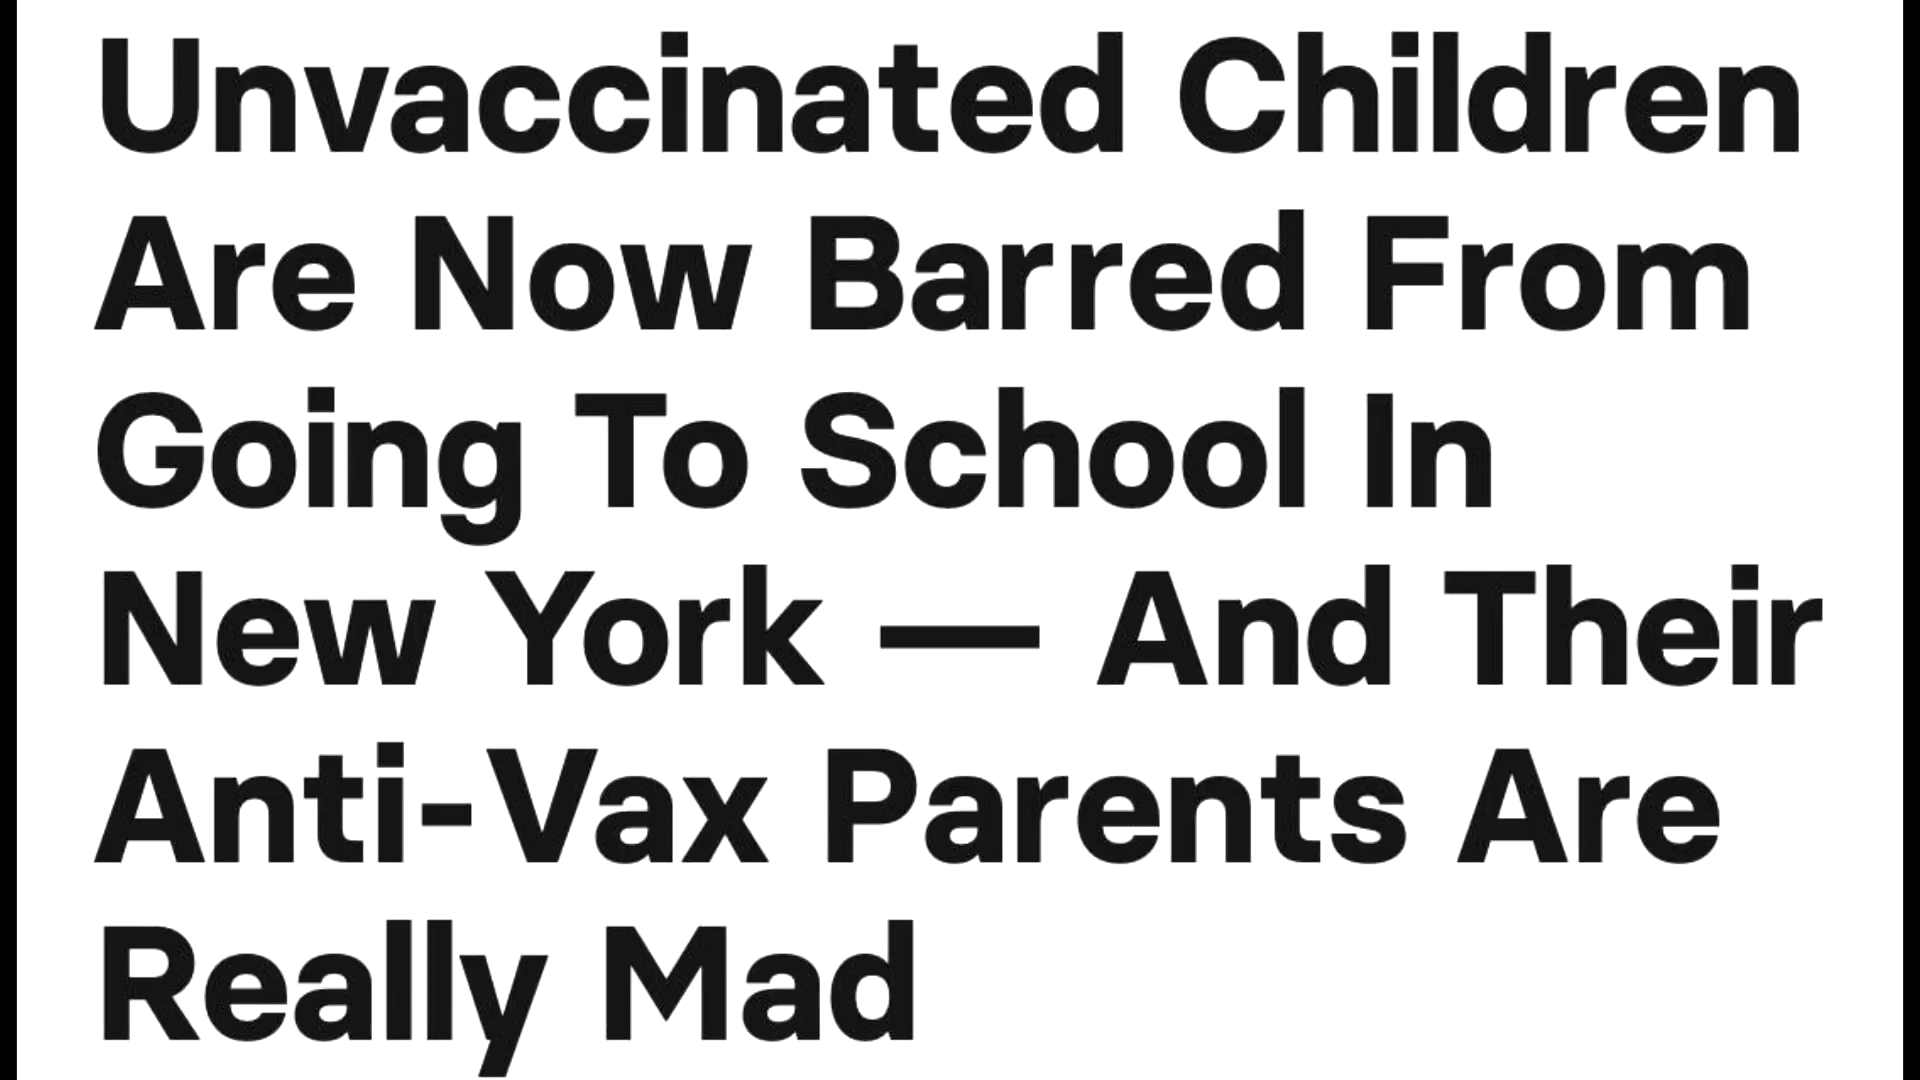 Unvaccinated Children
Are Now Barred From
Going To School In
New York — And Their
Anti-Vax Parents Are
Really Mad